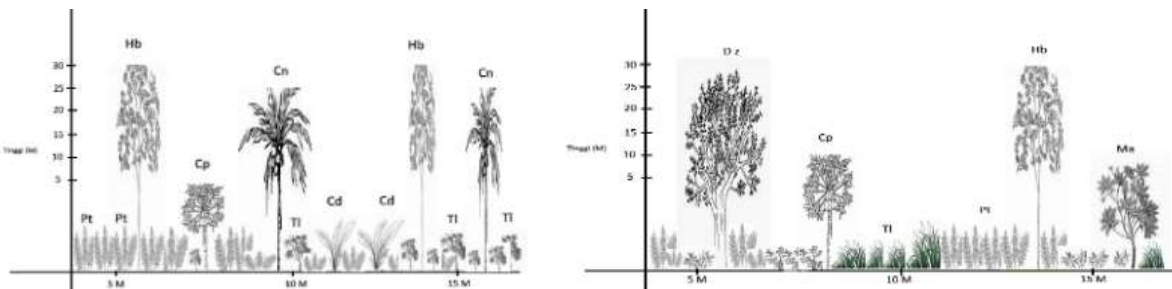 Hb Hb
Cn Cn
30
25
20
15
Tinggi (M)
10
Cp
5
Cd Cd
Pt Pt Tl Tl Tl
5 M 10 M 15 M
Dz Hb
30
25
20
15
Cp
Tinggi (M)
10
Ma
5
Pt
Tl
5 M 10 M 15 M